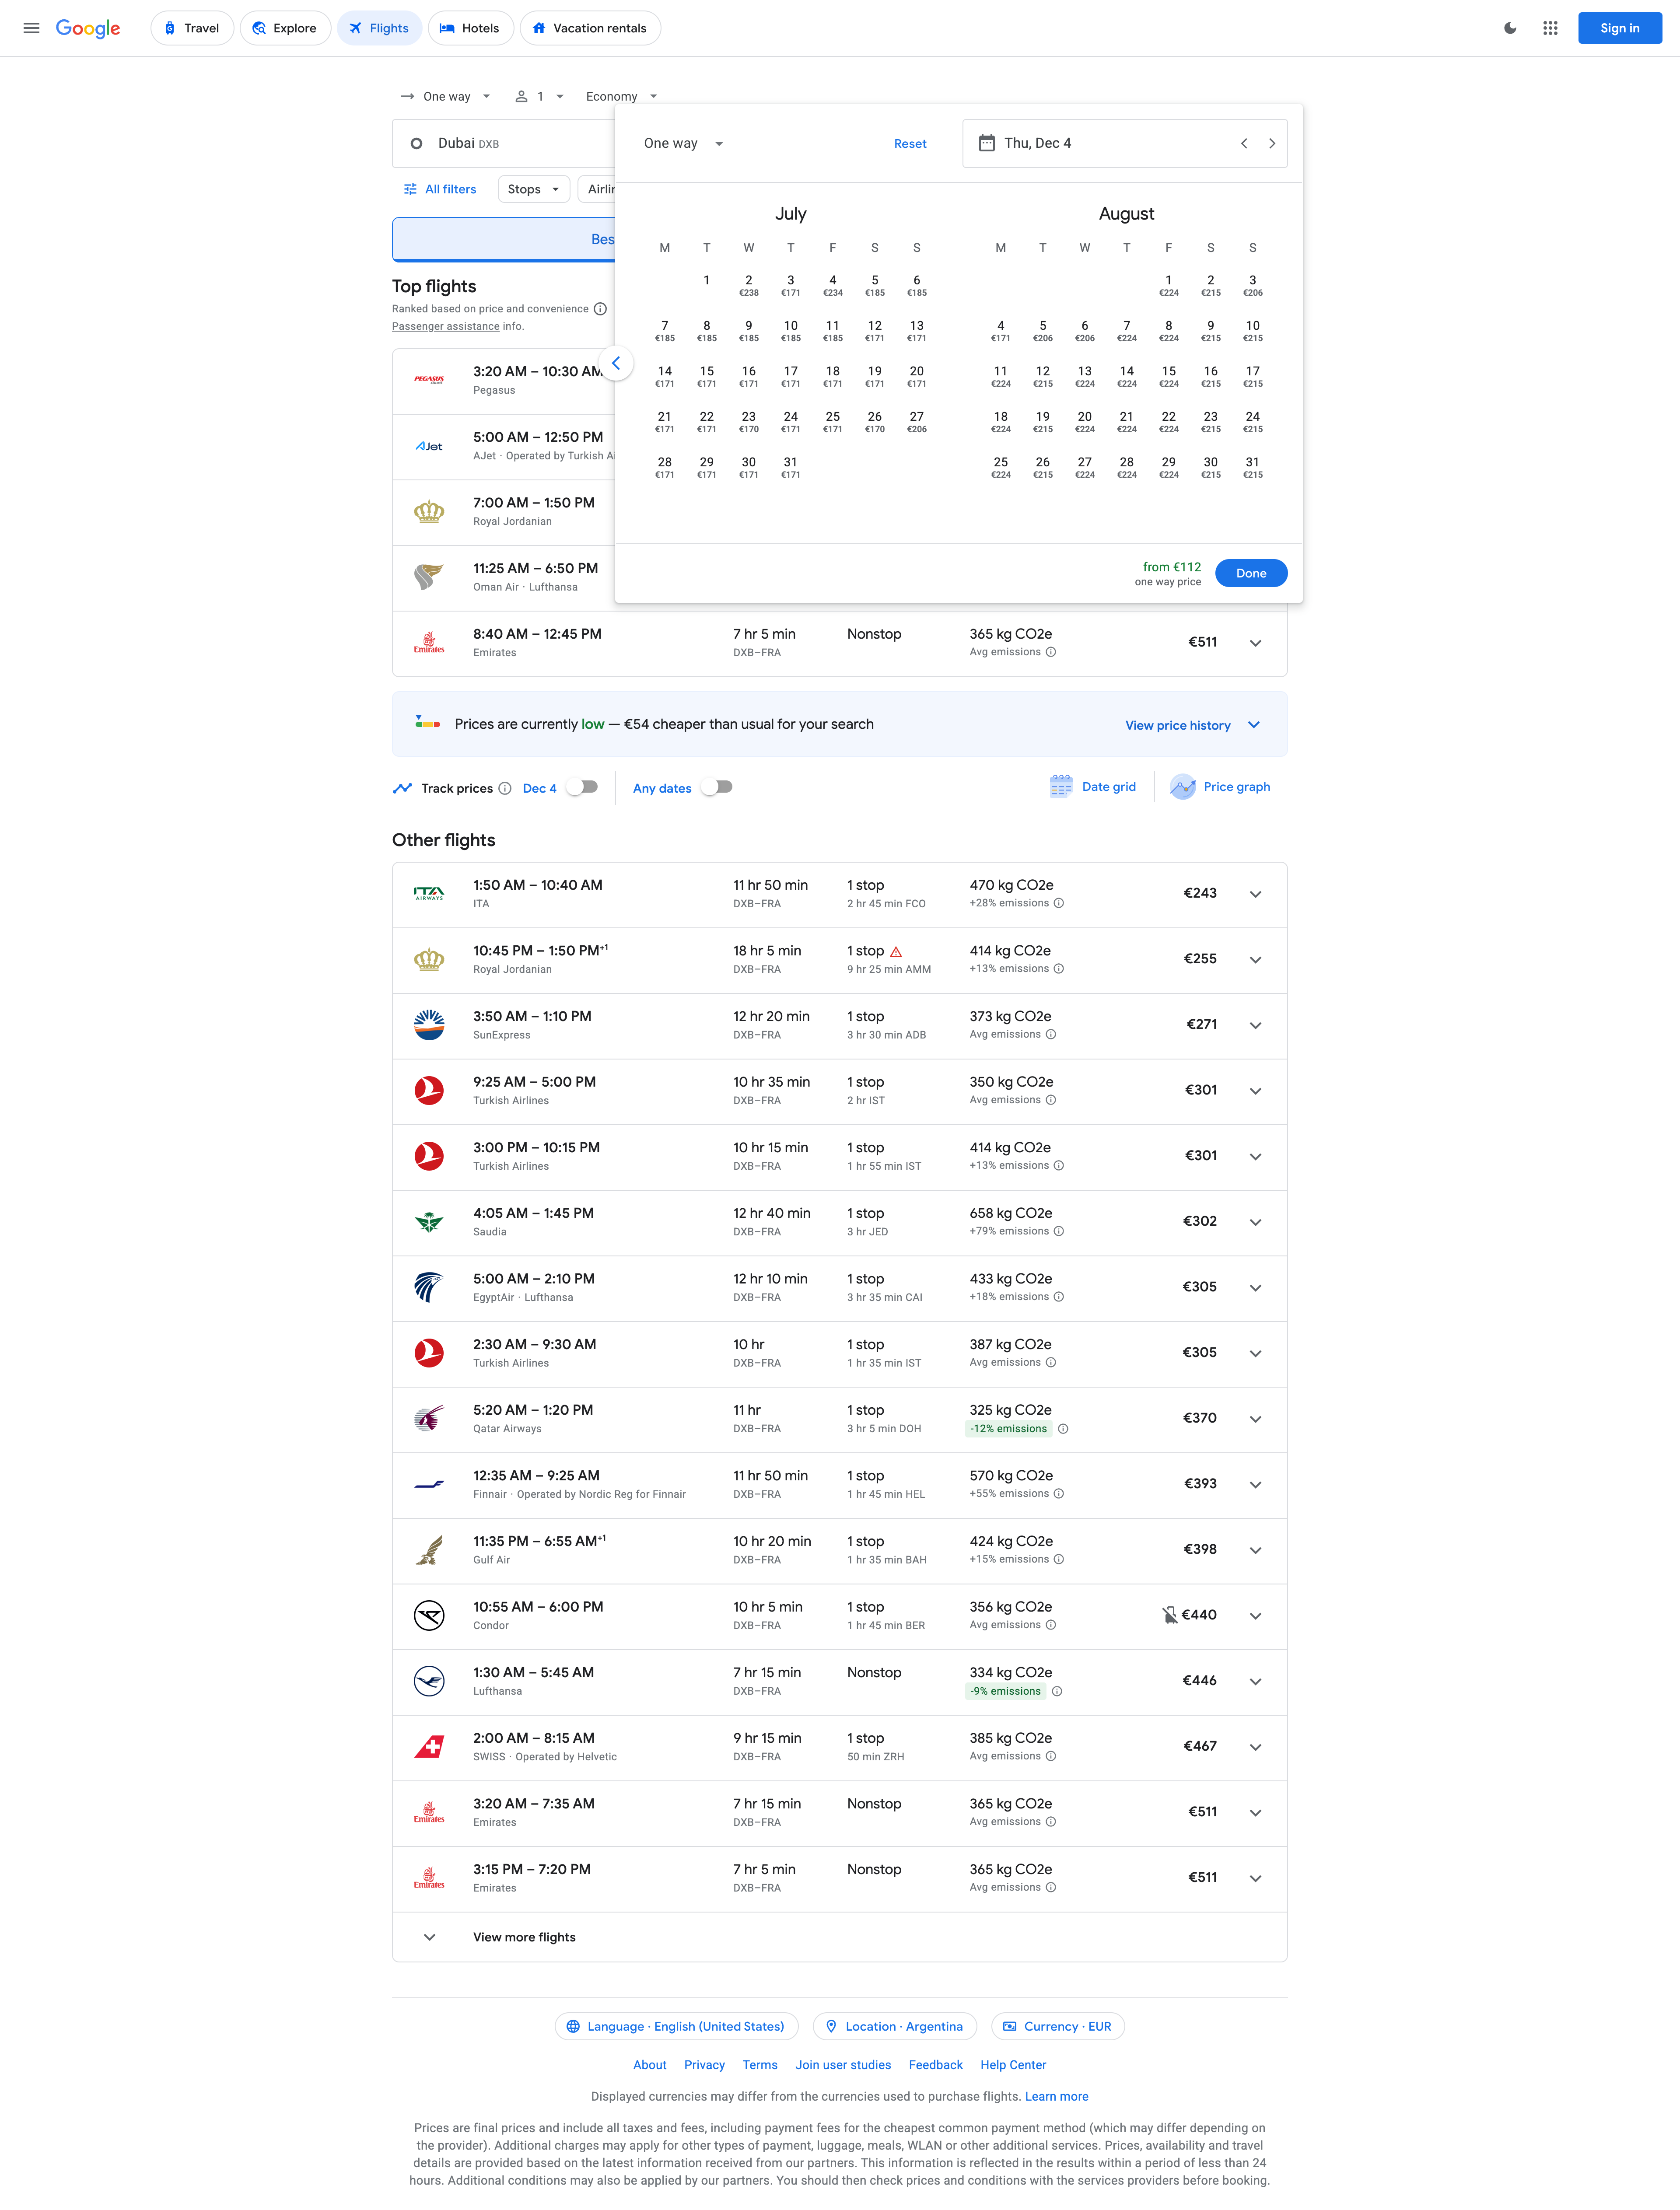 Google
Travel
Explore
Flights
Hotels
Vacation rentals
Sign in
One way
1
Economy
Dubai DXB
One way
Reset
Thu, Dec 4
All filters
Stops
Airlin
Bes
July
M T W T F S S
1 2 3 4 5 6
€238 €171 €234 €185 €185
7 8 9 10 11 12 13
€185 €185 €185 €185 €185 €171 €171
14 15 16 17 18 19 20
€171 €171 €171 €171 €171 €171 €171
21 22 23 24 25 26 27
€171 €171 €170 €171 €171 €170 €206
28 29 30 31
€171 €171 €171 €171
August
M T W T F S S
1 2 3
€224 €215 €206
4 5 6 7 8 9 10
€171 €206 €206 €224 €224 €215 €215
11 12 13 14 15 16 17
€224 €215 €224 €224 €224 €215 €215
18 19 20 21 22 23 24
€224 €215 €224 €224 €224 €215 €215
25 26 27 28 29 30 31
€224 €215 €224 €224 €224 €215 €215
from €112
one way price
Done
Top flights
Ranked based on price and convenience
Passenger assistance info.
PEGASUS
3:20 AM – 10:30 AM
Pegasus
AJet
5:00 AM – 12:50 PM
AJet · Operated by Turkish Ai
7:00 AM – 1:50 PM
Royal Jordanian
11:25 AM – 6:50 PM
Oman Air · Lufthansa
Emirates
8:40 AM – 12:45 PM 7 hr 5 min Nonstop 365 kg CO2e €511
Emirates DXB–FRA Avg emissions
Prices are currently low — €54 cheaper than usual for your search
View price history
Track prices Dec 4 Any dates Date grid Price graph
Other flights
ITA AIRWAYS
1:50 AM – 10:40 AM 11 hr 50 min 1 stop 470 kg CO2e €243
ITA DXB–FRA 2 hr 45 min FCO +28% emissions
10:45 PM – 1:50 PM+1 18 hr 5 min 1 stop 414 kg CO2e €255
Royal Jordanian DXB–FRA 9 hr 25 min AMM +13% emissions
3:50 AM – 1:10 PM 12 hr 20 min 1 stop 373 kg CO2e €271
SunExpress DXB–FRA 3 hr 30 min ADB Avg emissions
9:25 AM – 5:00 PM 10 hr 35 min 1 stop 350 kg CO2e €301
Turkish Airlines DXB–FRA 2 hr IST Avg emissions
3:00 PM – 10:15 PM 10 hr 15 min 1 stop 414 kg CO2e €301
Turkish Airlines DXB–FRA 1 hr 55 min IST +13% emissions
4:05 AM – 1:45 PM 12 hr 40 min 1 stop 658 kg CO2e €302
Saudia DXB–FRA 3 hr JED +79% emissions
5:00 AM – 2:10 PM 12 hr 10 min 1 stop 433 kg CO2e €305
EgyptAir · Lufthansa DXB–FRA 3 hr 35 min CAI +18% emissions
2:30 AM – 9:30 AM 10 hr 1 stop 387 kg CO2e €305
Turkish Airlines DXB–FRA 1 hr 35 min IST Avg emissions
5:20 AM – 1:20 PM 11 hr 1 stop 325 kg CO2e €370
Qatar Airways DXB–FRA 3 hr 5 min DOH -12% emissions
12:35 AM – 9:25 AM 11 hr 50 min 1 stop 570 kg CO2e €393
Finnair · Operated by Nordic Reg for Finnair DXB–FRA 1 hr 45 min HEL +55% emissions
11:35 PM – 6:55 AM+1 10 hr 20 min 1 stop 424 kg CO2e €398
Gulf Air DXB–FRA 1 hr 35 min BAH +15% emissions
10:55 AM – 6:00 PM 10 hr 5 min 1 stop 356 kg CO2e €440
Condor DXB–FRA 1 hr 45 min BER Avg emissions
1:30 AM – 5:45 AM 7 hr 15 min Nonstop 334 kg CO2e €446
Lufthansa DXB–FRA -9% emissions
2:00 AM – 8:15 AM 9 hr 15 min 1 stop 385 kg CO2e €467
SWISS · Operated by Helvetic DXB–FRA 50 min ZRH Avg emissions
Emirates
3:20 AM – 7:35 AM 7 hr 15 min Nonstop 365 kg CO2e €511
Emirates DXB–FRA Avg emissions
Emirates
3:15 PM – 7:20 PM 7 hr 5 min Nonstop 365 kg CO2e €511
Emirates DXB–FRA Avg emissions
View more flights
Language · English (United States)
Location · Argentina
Currency · EUR
About Privacy Terms Join user studies Feedback Help Center
Displayed currencies may differ from the currencies used to purchase flights. Learn more
Prices are final prices and include all taxes and fees, including payment fees for the cheapest common payment method (which may differ depending on
the provider). Additional charges may apply for other types of payment, luggage, meals, WLAN or other additional services. Prices, availability and travel
details are provided based on the latest information received from our partners. This information is reflected in the results within a period of less than 24
hours. Additional conditions may also be applied by our partners. You should then check prices and conditions with the services providers before booking.